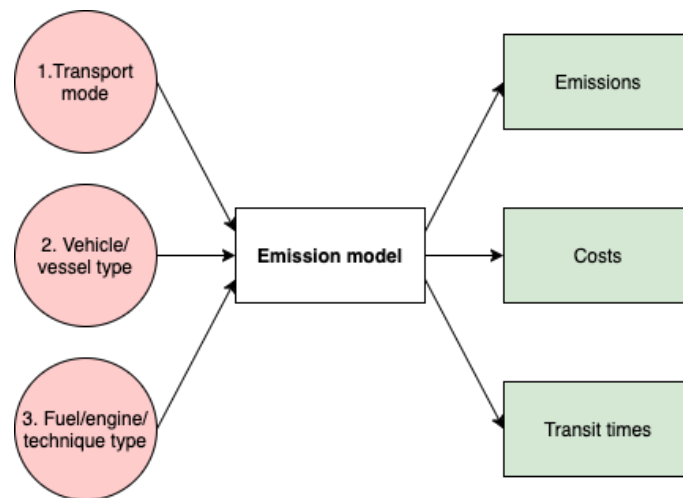 1.Transport
mode
2. Vehicle/
vessel type
3. Fuel/engine/
technique type
Emission model
Emissions
Costs
Transit times